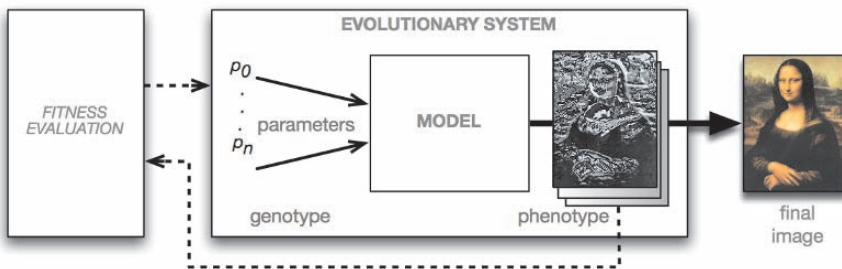 EVOLUTIONARY SYSTEM
FITNESS
EVALUATION
p0
.
.
.
pn
parameters
MODEL
genotype
phenotype
final
image